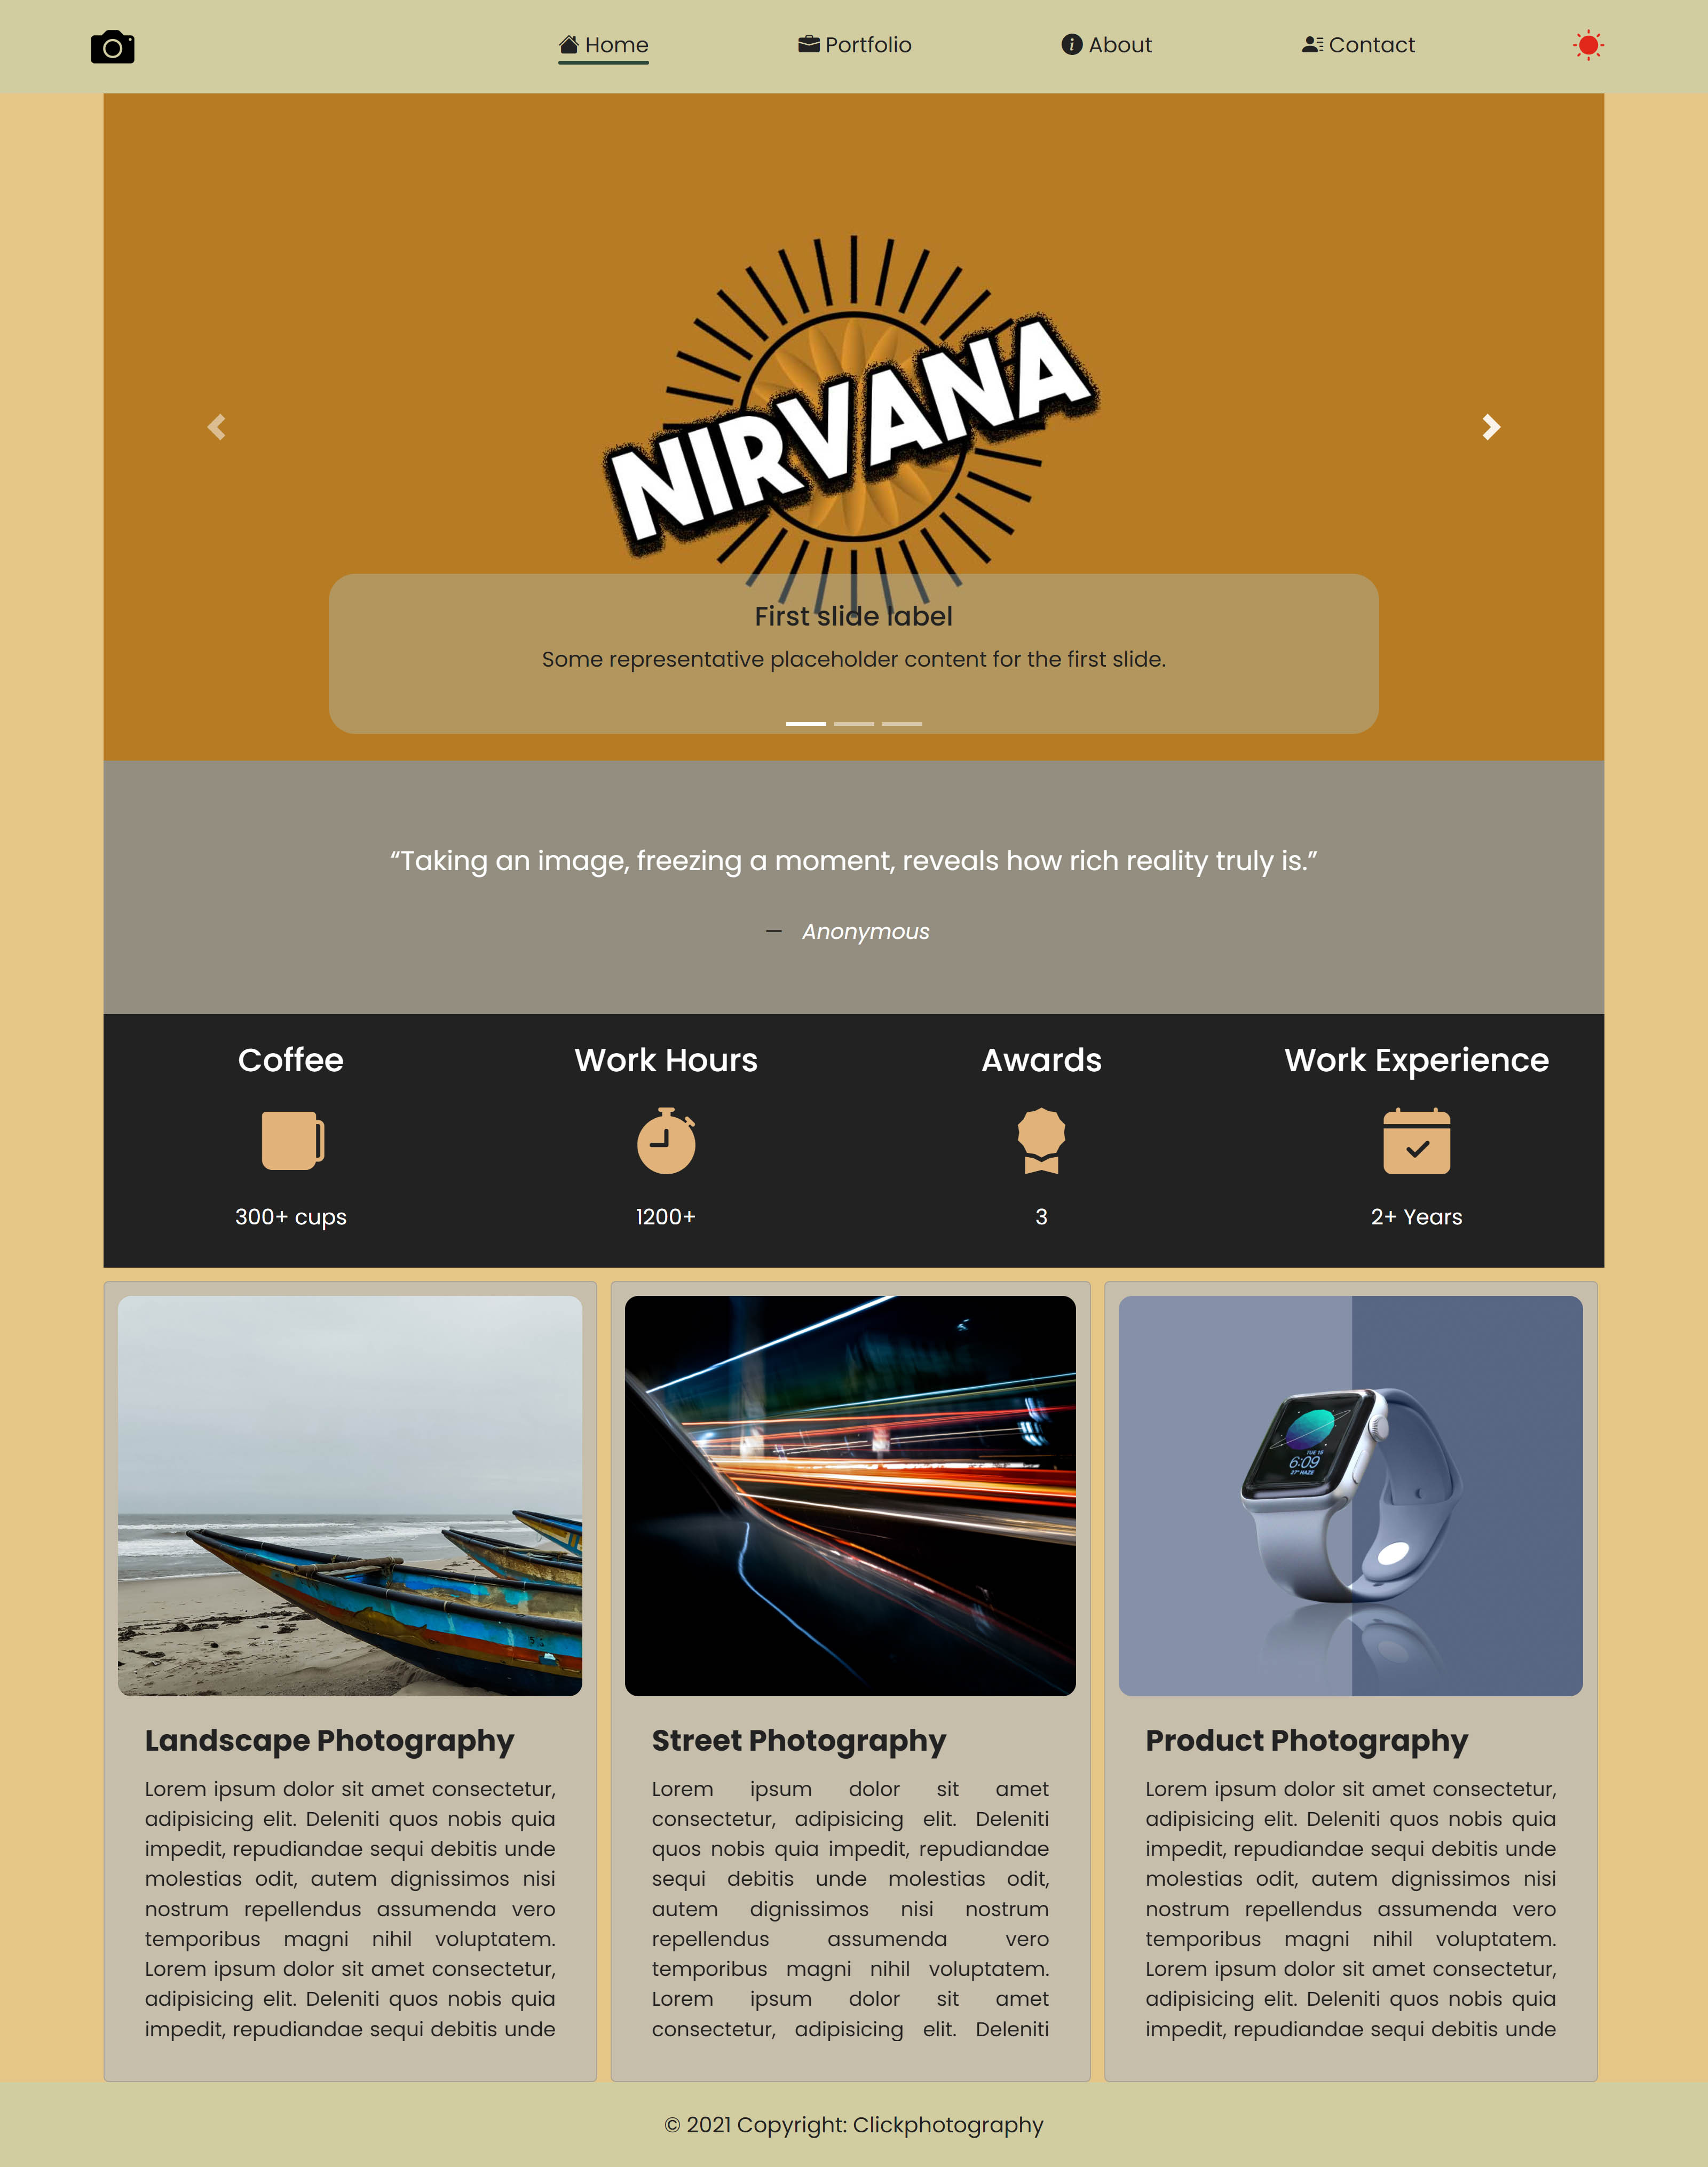 Home Portfolio About Contact
NIRVANA
First slide label
Some representative placeholder content for the first slide.
“Taking an image, freezing a moment, reveals how rich reality truly is.”
— Anonymous
Coffee Work Hours Awards Work Experience
300+ cups 1200+ 3 2+ Years
TUE 18
6:09
27° HAZE
Landscape Photography
Lorem ipsum dolor sit amet consectetur,
adipisicing elit. Deleniti quos nobis quia
impedit, repudiandae sequi debitis unde
molestias odit, autem dignissimos nisi
nostrum repellendus assumenda vero
temporibus magni nihil voluptatem.
Lorem ipsum dolor sit amet consectetur,
adipisicing elit. Deleniti quos nobis quia
impedit, repudiandae sequi debitis unde
Street Photography
Lorem ipsum dolor sit amet
consectetur, adipisicing elit. Deleniti
quos nobis quia impedit, repudiandae
sequi debitis unde molestias odit,
autem dignissimos nisi nostrum
repellendus assumenda vero
temporibus magni nihil voluptatem.
Lorem ipsum dolor sit amet
consectetur, adipisicing elit. Deleniti
Product Photography
Lorem ipsum dolor sit amet consectetur,
adipisicing elit. Deleniti quos nobis quia
impedit, repudiandae sequi debitis unde
molestias odit, autem dignissimos nisi
nostrum repellendus assumenda vero
temporibus magni nihil voluptatem.
Lorem ipsum dolor sit amet consectetur,
adipisicing elit. Deleniti quos nobis quia
impedit, repudiandae sequi debitis unde
© 2021 Copyright: Clickphotography